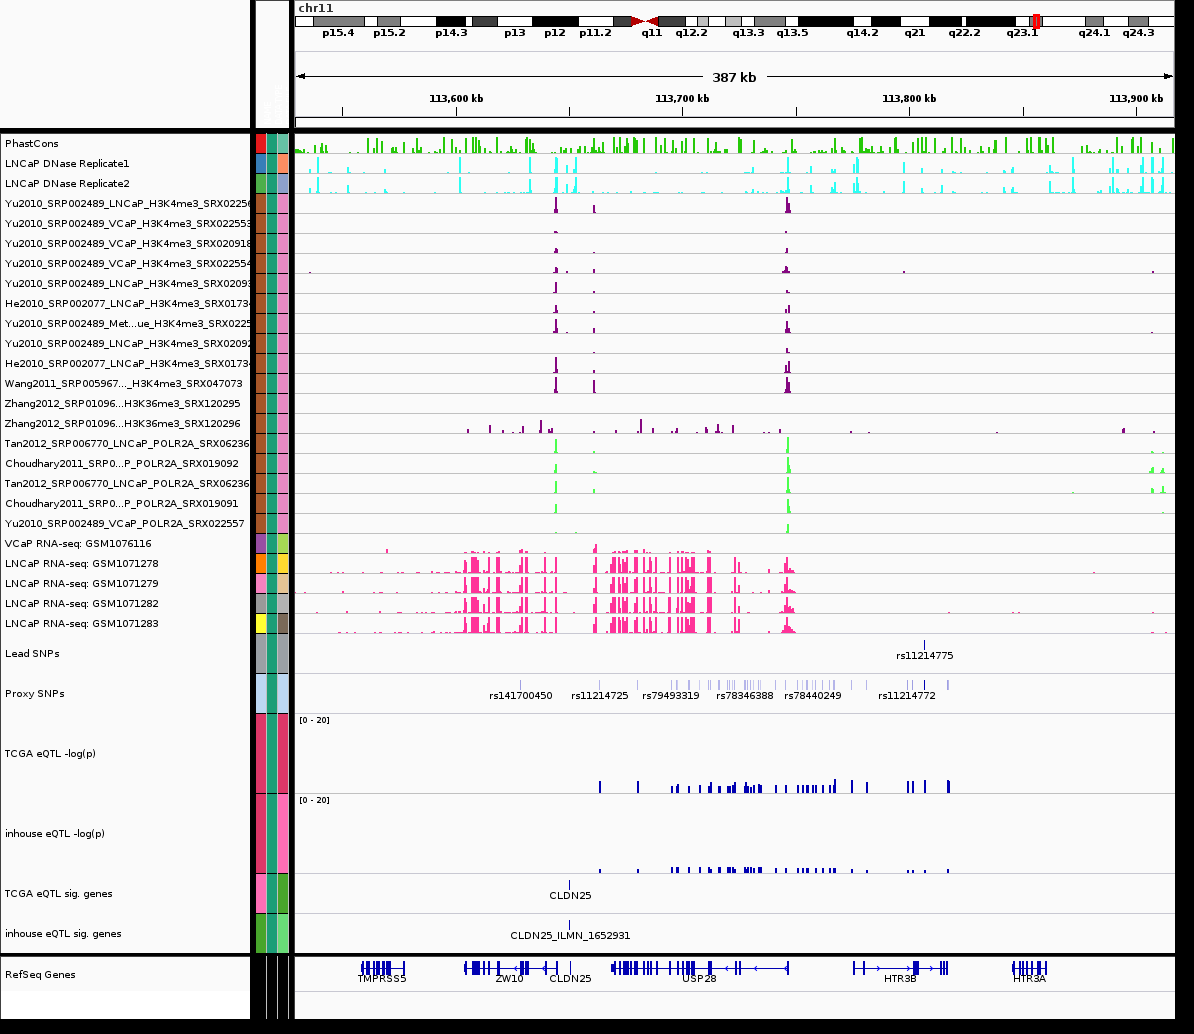 chr11
p15.4 p15.2 p14.3 p13 p12 p11.2 q11 q12.2 q13.3 q13.5 q14.2 q21 q22.2 q23.1 q24.1 q24.3
387 kb
113,600 kb 113,700 kb 113,800 kb 113,900 kb
PhastCons
LNCaP DNase Replicate1
LNCaP DNase Replicate2
Yu2010_SRP002489_LNCaP_H3K4me3_SRX02256
Yu2010_SRP002489_VCaP_H3K4me3_SRX022553
Yu2010_SRP002489_VCaP_H3K4me3_SRX020918
Yu2010_SRP002489_VCaP_H3K4me3_SRX022554
Yu2010_SRP002489_LNCaP_H3K4me3_SRX0209
He2010_SRP002077_LNCaP_H3K4me3_SRX0173
Yu2010_SRP002489_Met...ue_H3K4me3_SRX0225
Yu2010_SRP002489_LNCaP_H3K4me3_SRX02092
He2010_SRP002077_LNCaP_H3K4me3_SRX0173
Wang2011_SRP005967..._H3K4me3_SRX047073
Zhang2012_SRP01096...H3K36me3_SRX120295
Zhang2012_SRP01096...H3K36me3_SRX120296
Tan2012_SRP006770_LNCaP_POLR2A_SRX06236
Choudhary2011_SRP0...P_POLR2A_SRX019092
Tan2012_SRP006770_LNCaP_POLR2A_SRX06236
Choudhary2011_SRP0...P_POLR2A_SRX019091
Yu2010_SRP002489_VCaP_POLR2A_SRX022557
VCaP RNA-seq: GSM1076116
LNCaP RNA-seq: GSM1071278
LNCaP RNA-seq: GSM1071279
LNCaP RNA-seq: GSM1071282
LNCaP RNA-seq: GSM1071283
Lead SNPs
rs11214775
Proxy SNPs
rs141700450 rs11214725 rs79493319 rs78346388 rs78440249 rs11214772
[0 - 20]
TCGA eQTL -log(p)
[0 - 20]
inhouse eQTL -log(p)
TCGA eQTL sig. genes
CLDN25
inhouse eQTL sig. genes
CLDN25_ILMN_1652931
RefSeq Genes
TMPRSS5 ZW10 CLDN25 USP28 HTR3B HTR3A